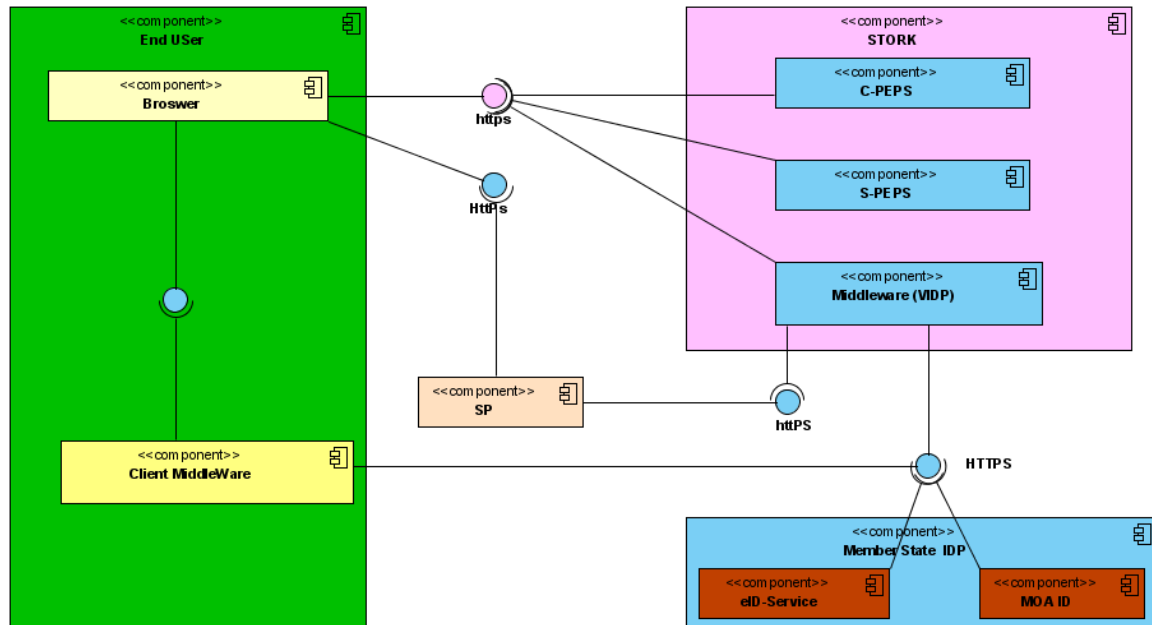 <<component>>
End USer
<<component>>
Broswer
<<component>>
Client MiddleWare
https
HttPs
<<component>>
SP
httPS
<<component>>
STORK
<<component>>
C-PEPS
<<component>>
S-PEPS
<<component>>
Middleware (VIDP)
HTTPS
<<component>>
Member State IDP
<<component>>
eID-Service
<<component>>
MOA ID